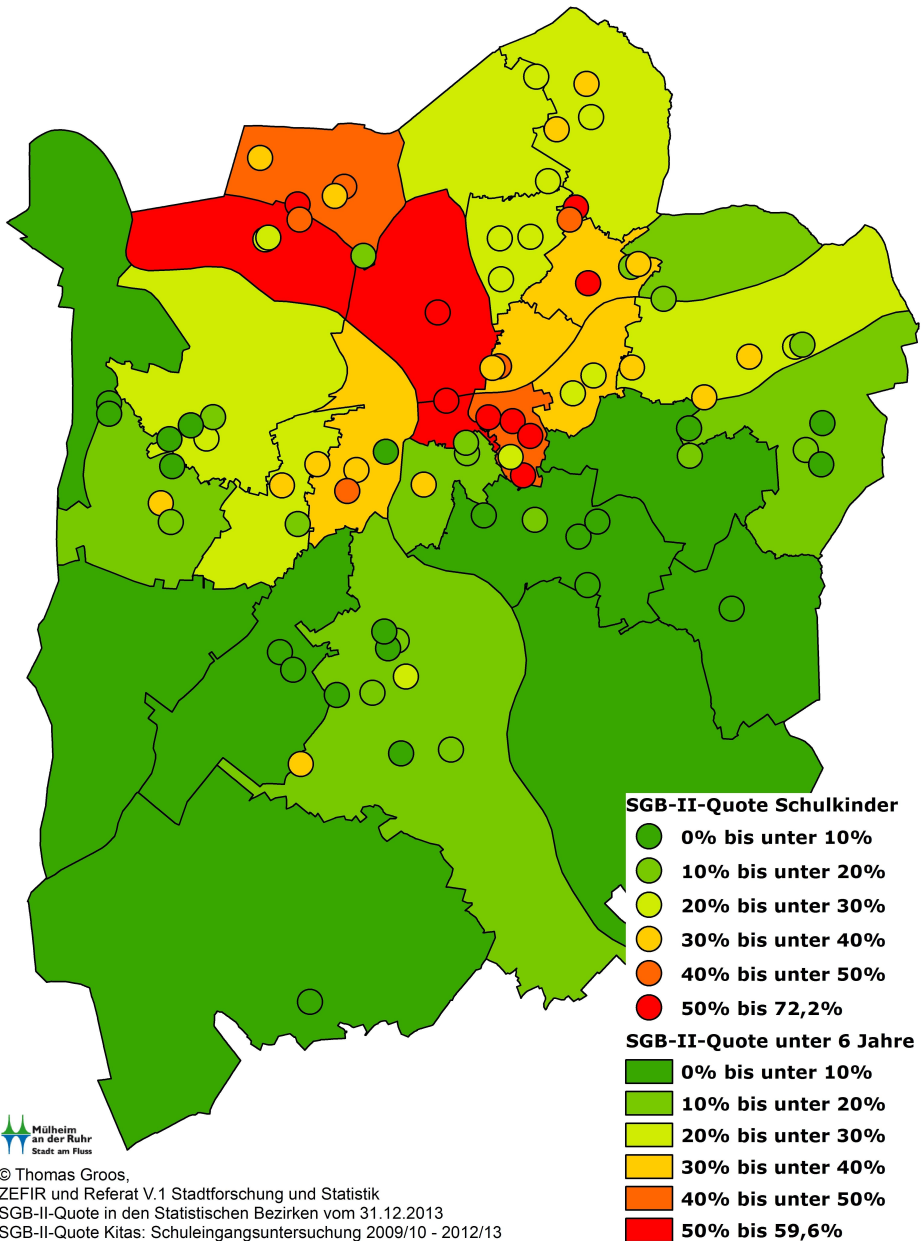 SGB-II-Quote Schulkinder
0% bis unter 10%
10% bis unter 20%
20% bis unter 30%
30% bis unter 40%
40% bis unter 50%
50% bis 72,2%
SGB-II-Quote unter 6 Jahre
0% bis unter 10%
10% bis unter 20%
20% bis unter 30%
30% bis unter 40%
40% bis unter 50%
50% bis 59,6%
Mülheim
an der Ruhr
Stadt am Fluss
© Thomas Groos,
ZEFIR und Referat V.1 Stadtforschung und Statistik
SGB-II-Quote in den Statistischen Bezirken vom 31.12.2013
SGB-II-Quote Kitas: Schuleingangsuntersuchung 2009/10 - 2012/13